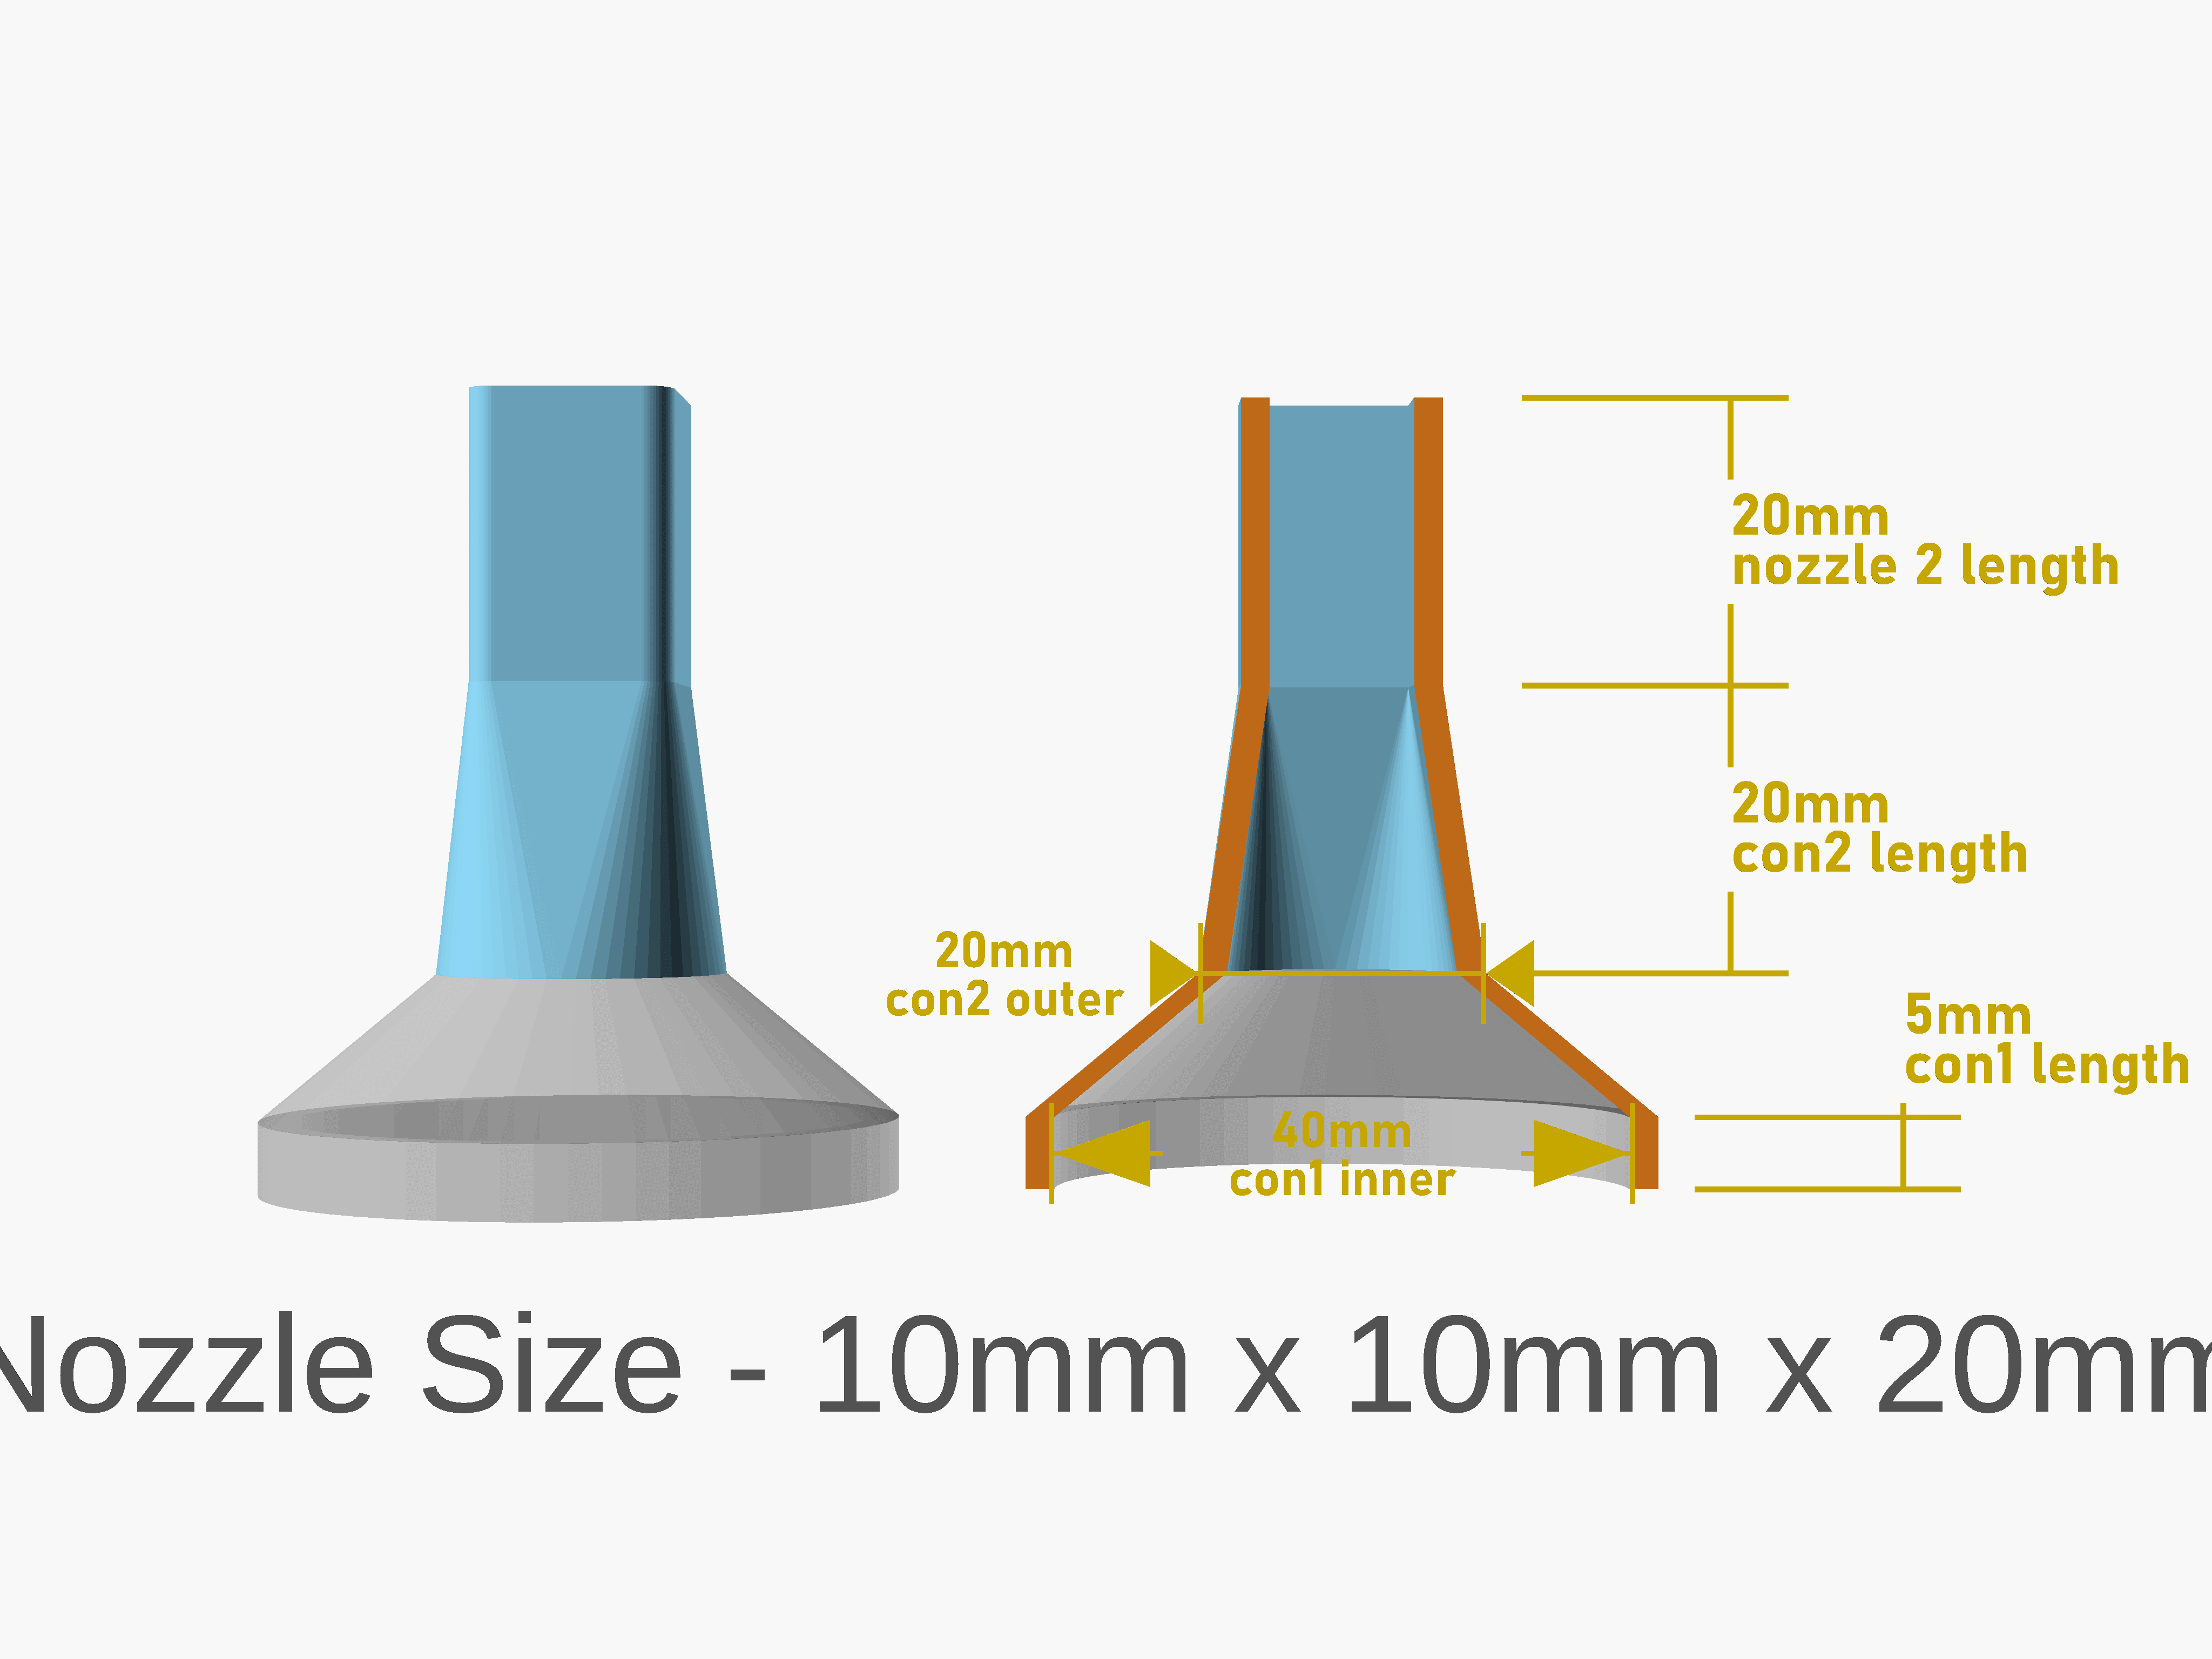 20mm
nozzle 2 length
20mm
con2 length
20mm
con2 outer
5mm
con1 length
40mm
con1 inner
Nozzle Size - 10mm x 10mm x 20mm